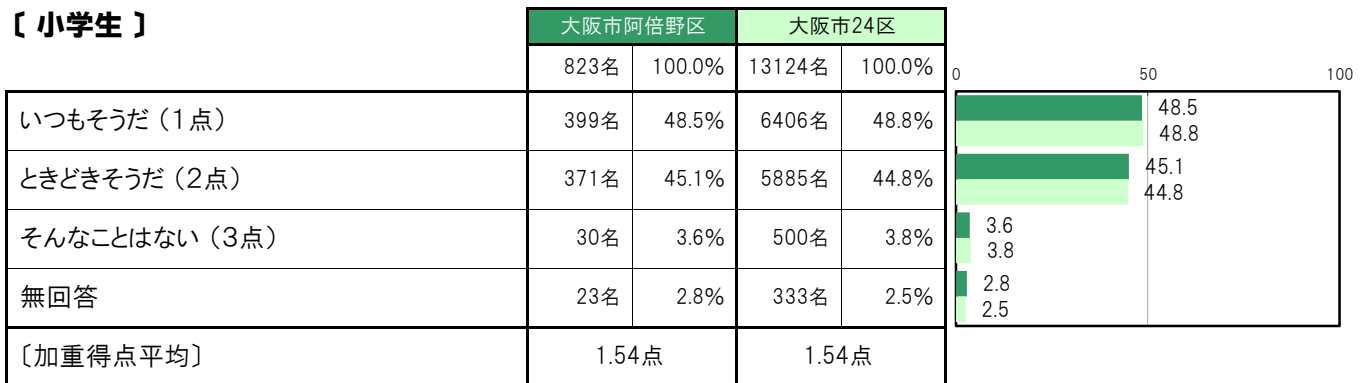 〔 小学生 〕
大阪市阿倍野区 大阪市24区
823名 100.0% 13124名 100.0%
0 50 100
いつもそうだ（１点） 399名 48.5% 6406名 48.8%
48.5
48.8
ときどきそうだ（２点） 371名 45.1% 5885名 44.8%
45.1
44.8
そんなことはない（３点） 30名 3.6% 500名 3.8%
3.6
3.8
無回答 23名 2.8% 333名 2.5%
2.8
2.5
〔加重得点平均〕 1.54点 1.54点